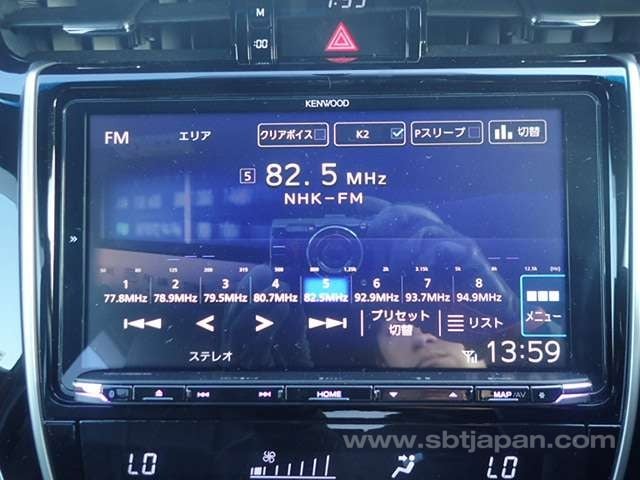 M
:00
KENWOOD
FM エリア クリアボイス K2 Pスリープ 切替
5 82.5 MHz
NHK-FM
1 2 3 4 5 6 7 8
77.8MHz 78.9MHz 79.5MHz 80.7MHz 82.5MHz 92.9MHz 93.7MHz 94.9MHz
プリセット
切替
リスト
メニュー
ステレオ 13:59
HOME MAP/AV
www.sbtjapan.com
LO LO